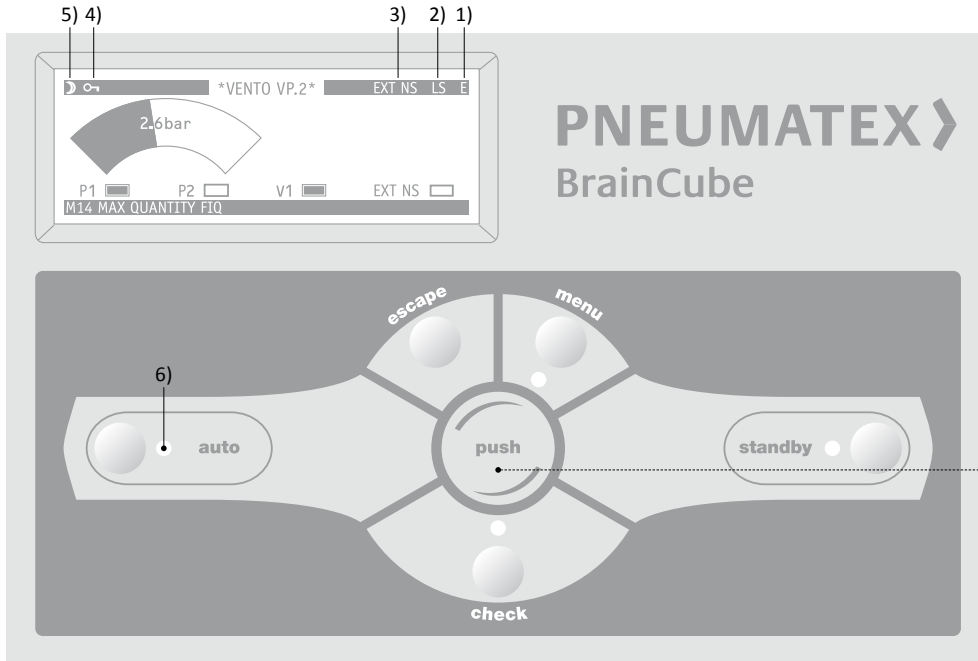 5) 4) 3) 2) 1)
*VENTO VP.2* EXT NS LS E
2.6bar
P1 P2 V1 EXT NS
M14 MAX QUANTITY FIQ
PNEUMATEX
BrainCube
escape menu
6)
auto push standby
check